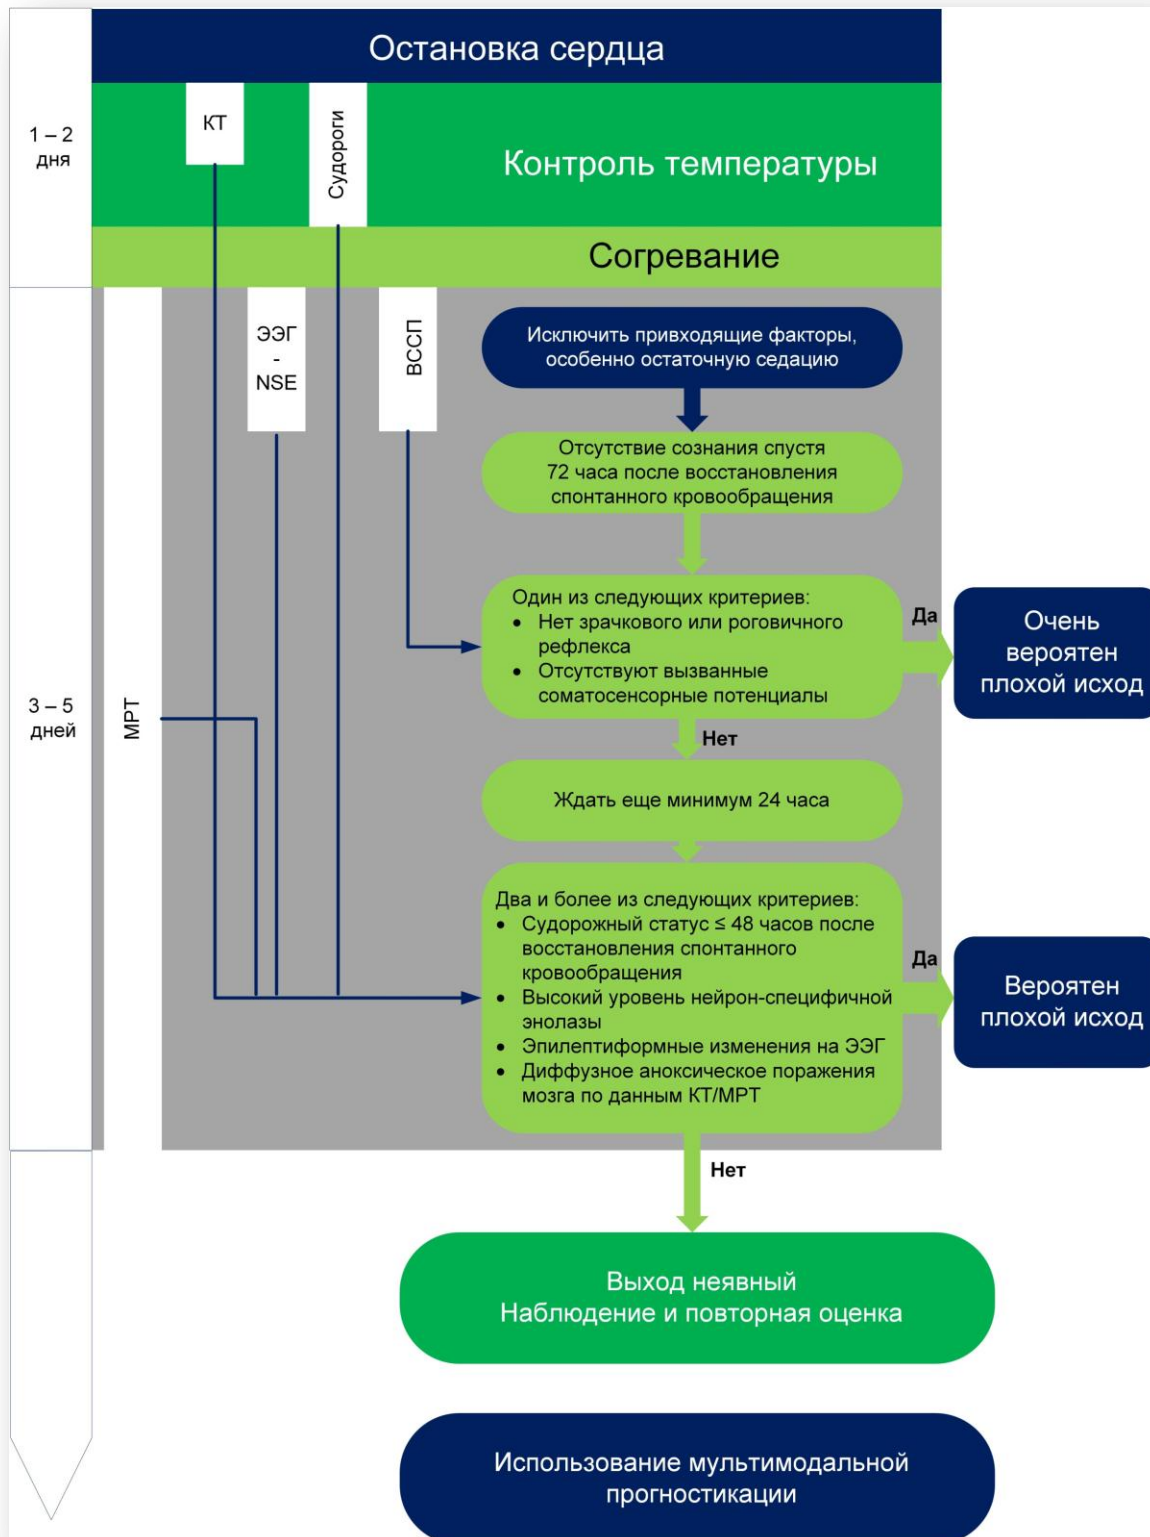 Остановка сердца
1 – 2
дня
КТ
Судороги
Контроль температуры
Согревание
3 – 5
дней
МРТ
ЭЭГ
-
NSE
ВССП
Исключить привходящие факторы,
особенно остаточную седацию
Отсутствие сознания спустя
72 часа после восстановления
спонтанного кровообращения
Один из следующих критериев:
• Нет зрачкового или роговичного
рефлекса
• Отсутствуют вызванные
соматосенсорные потенциалы
Да
Очень
вероятен
плохой исход
Нет
Ждать еще минимум 24 часа
Два и более из следующих критериев:
• Судорожный статус ≤ 48 часов после
восстановления спонтанного
кровообращения
• Высокий уровень нейрон-специфичной
энолазы
• Эпилептиформные изменения на ЭЭГ
• Диффузное аноксическое поражения
мозга по данным КТ/МРТ
Да
Вероятен
плохой исход
Нет
Выход неявный
Наблюдение и повторная оценка
Использование мультимодальной
прогностикации